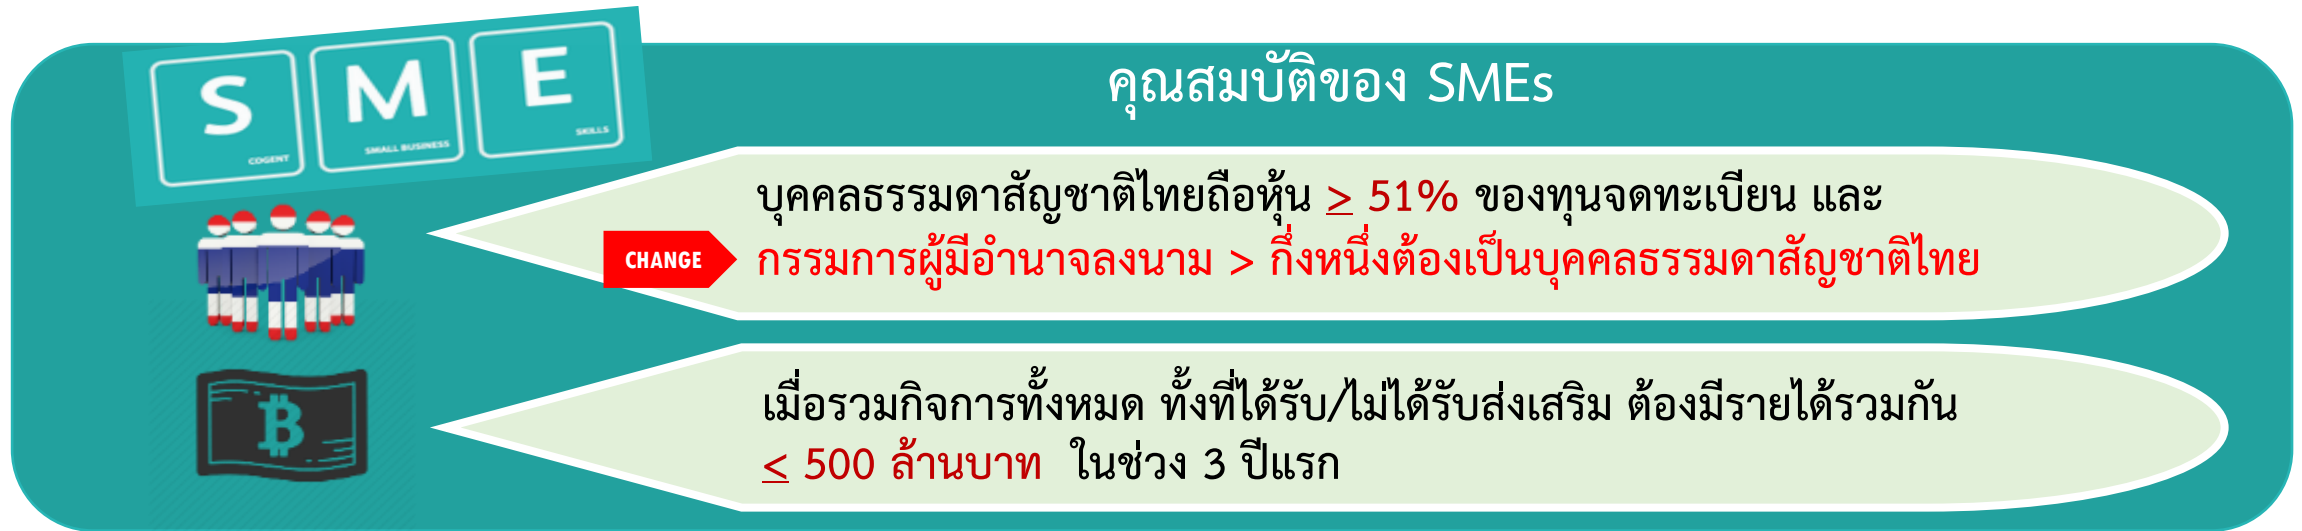 S M E
COGENT SMALL BUSINESS SKILLS
คุณสมบัติของ SMEs
บุคคลธรรมดาสัญชาติไทยถือหุ้น ≥ 51% ของทุนจดทะเบียน และ
CHANGE กรรมการผู้มีอำนาจลงนาม > กึ่งหนึ่งต้องเป็นบุคคลธรรมดาสัญชาติไทย
เมื่อรวมกิจการทั้งหมด ทั้งที่ได้รับ/ไม่ได้รับส่งเสริม ต้องมีรายได้รวมกัน
≤ 500 ล้านบาท ในช่วง 3 ปีแรก